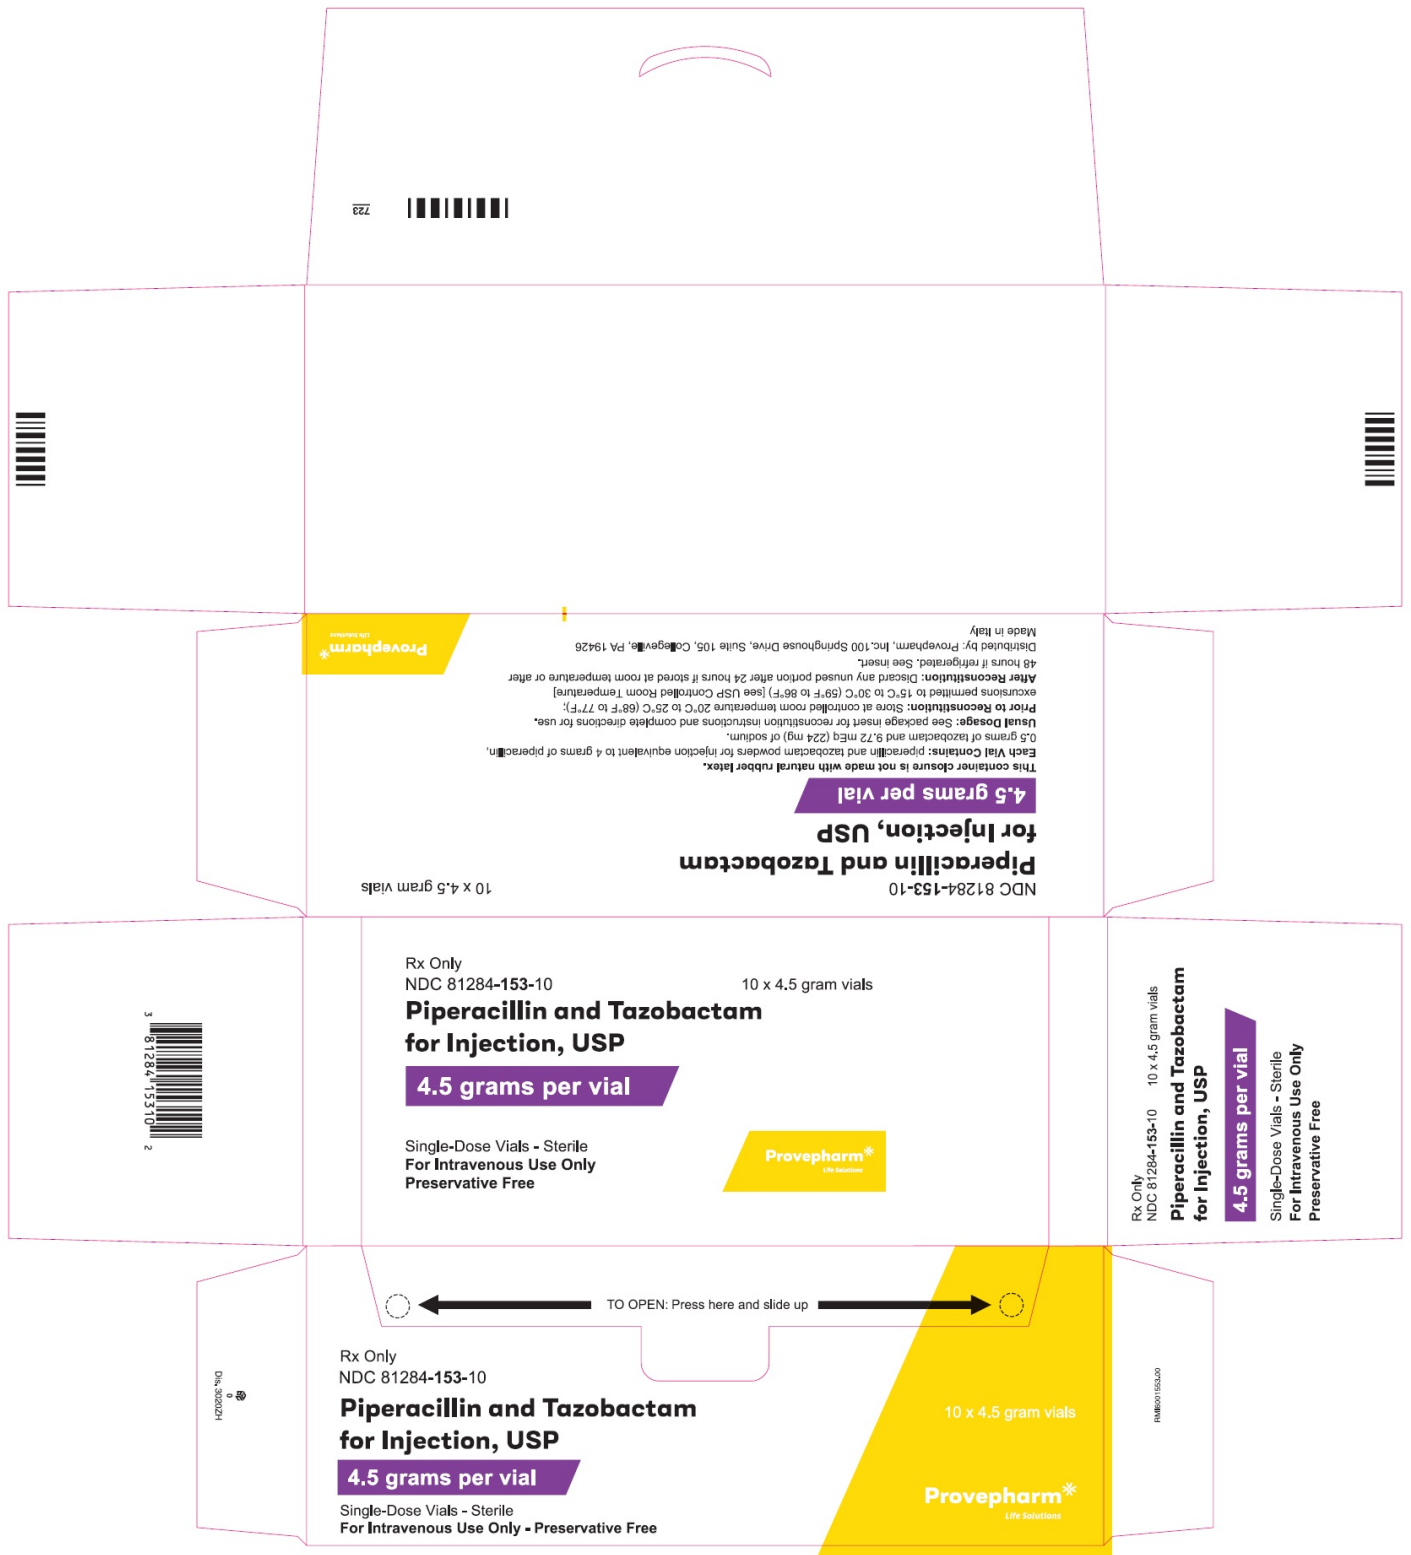 723
Provepharm
Life Solutions
NDC 81284-153-10
10 x 4.5 gram vials
Piperacillin and Tazobactam
for Injection, USP
4.5 grams per vial
This container closure is not made with natural rubber latex.
Each Vial Contains: piperacillin and tazobactam powders for injection equivalent to 4 grams of piperacillin,
0.5 grams of tazobactam and 9.72 mEq (224 mg) of sodium.
Usual Dosage: See package insert for reconstitution instructions and complete directions for use.
Prior to Reconstitution: Store at controlled room temperature 20°C to 25°C (68°F to 77°F);
excursions permitted to 15°C to 30°C (59°F to 86°F) [see USP Controlled Room Temperature]
After Reconstitution: Discard any unused portion after 24 hours if stored at room temperature or after
48 hours if refrigerated. See insert.
Distributed by: Provepharm, Inc.100 Springhouse Drive, Suite 105, Collegeville, PA 19426
Made in Italy
3 81284 15310 2
Rx Only
NDC 81284-153-10
10 x 4.5 gram vials
Piperacillin and Tazobactam
for Injection, USP
4.5 grams per vial
Single-Dose Vials - Sterile
For Intravenous Use Only
Preservative Free
Provepharm
Life Solutions
Rx Only
NDC 81284-153-10
10 x 4.5 gram vials
Piperacillin and Tazobactam
for Injection, USP
4.5 grams per vial
Single-Dose Vials - Sterile
For Intravenous Use Only
Preservative Free
TO OPEN: Press here and slide up
Rx Only
NDC 81284-153-10
Piperacillin and Tazobactam
for Injection, USP
4.5 grams per vial
Single-Dose Vials - Sterile
For Intravenous Use Only - Preservative Free
10 x 4.5 gram vials
Provepharm
Life Solutions
0
Dis. 3020ZH